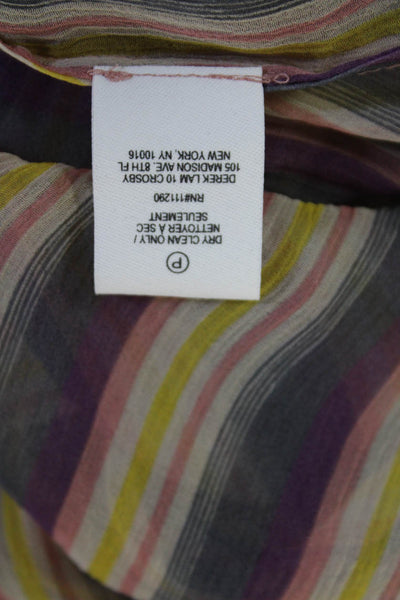 P
DRY CLEAN ONLY/
NETTOYER À SEC
SEULEMENT
RN#111290
DEREK LAM 10 CROSBY
105 MADISON AVE. 8TH FL
NEW YORK, NY 10016